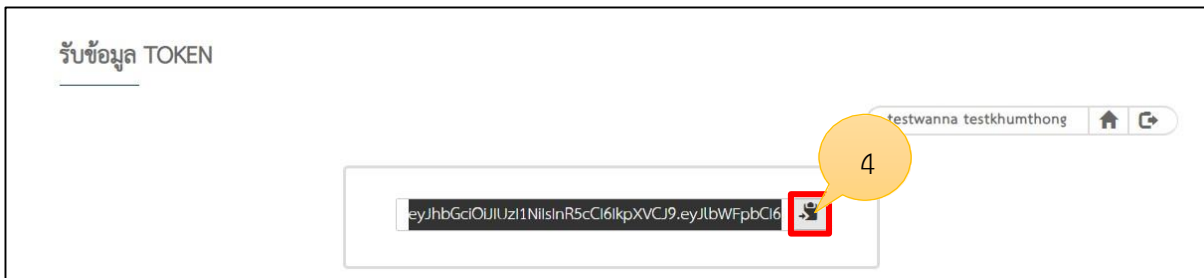 รับข้อมูล TOKEN
testwanna testkhumthong
4
eyJhbGciOiJIUzI1NiIsInR5cCI6IkpXVCJ9.eyJlbWFpbCI6